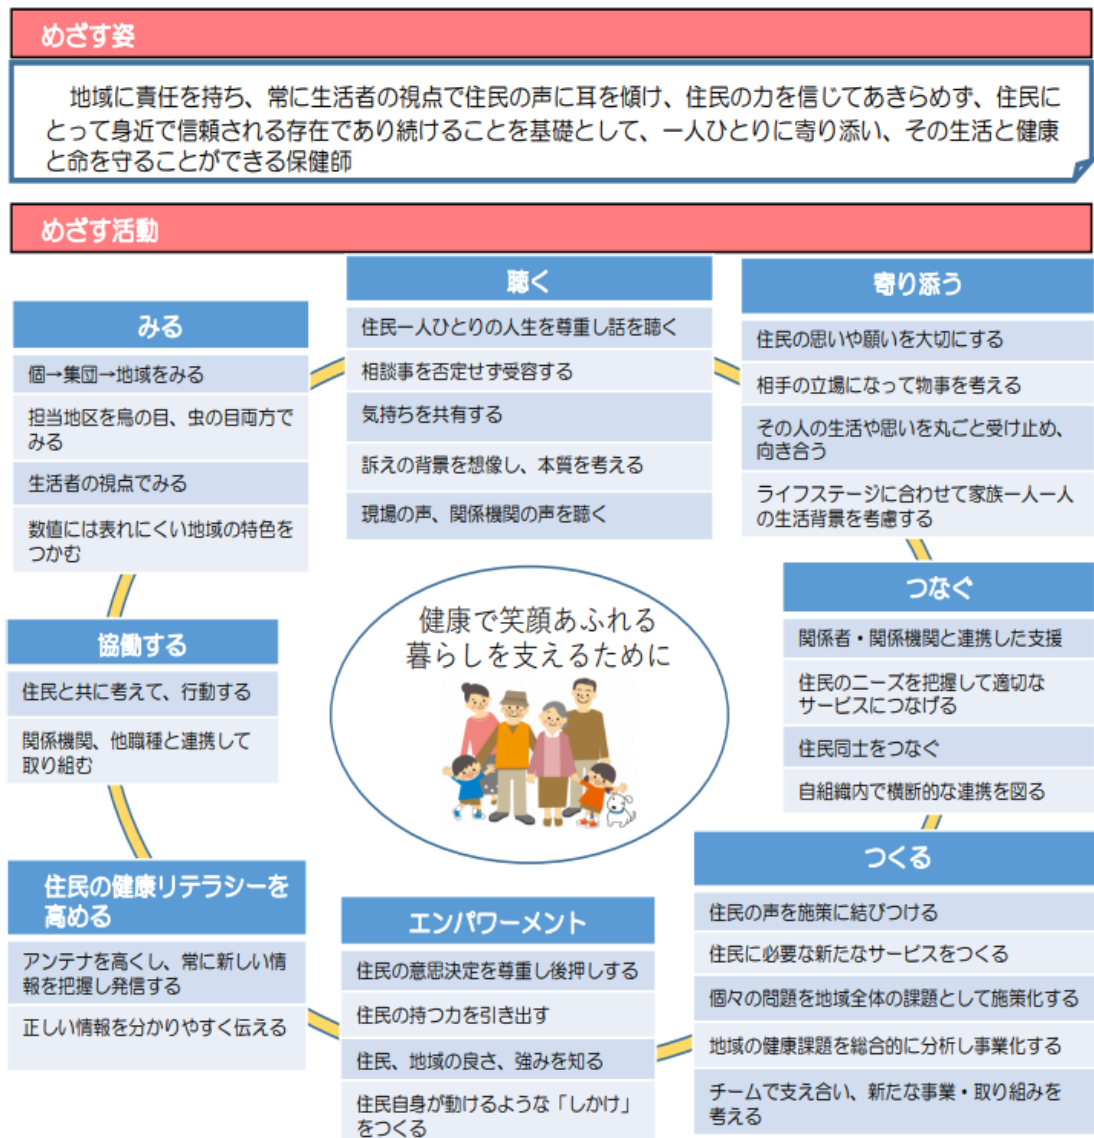 めざす姿
地域に責任を持ち、常に生活者の視点で住民の声に耳を傾け、住民の力を信じてあきらめず、住民に
とって身近で信頼される存在であり続けることを基礎として、一人ひとりに寄り添い、その生活と健康
と命を守ることができる保健師
めざす活動
みる
個→集団→地域をみる
担当地区を鳥の目、虫の目両方で
みる
生活者の視点でみる
数値には表れにくい地域の特色を
つかむ
聴く
住民一人ひとりの人生を尊重し話を聴く
相談事を否定せず受容する
気持ちを共有する
訴えの背景を想像し、本質を考える
現場の声、関係機関の声を聴く
寄り添う
住民の思いや願いを大切にする
相手の立場になって物事を考える
その人の生活や思いを丸ごと受け止め、
向き合う
ライフステージに合わせて家族一人一人
の生活背景を考慮する
つなぐ
関係者・関係機関と連携した支援
住民のニーズを把握して適切な
サービスにつなげる
住民同士をつなぐ
自組織内で横断的な連携を図る
つくる
住民の声を施策に結びつける
住民に必要な新たなサービスをつくる
個々の問題を地域全体の課題として施策化する
地域の健康課題を総合的に分析し事業化する
チームで支え合い、新たな事業・取り組みを
考える
エンパワーメント
住民の意思決定を尊重し後押しする
住民の持つ力を引き出す
住民、地域の良さ、強みを知る
住民自身が動けるような「しかけ」
をつくる
住民の健康リテラシーを
高める
アンテナを高くし、常に新しい情
報を把握し発信する
正しい情報を分かりやすく伝える
協働する
住民と共に考えて、行動する
関係機関、他職種と連携して
取り組む
健康で笑顔あふれる
暮らしを支えるために